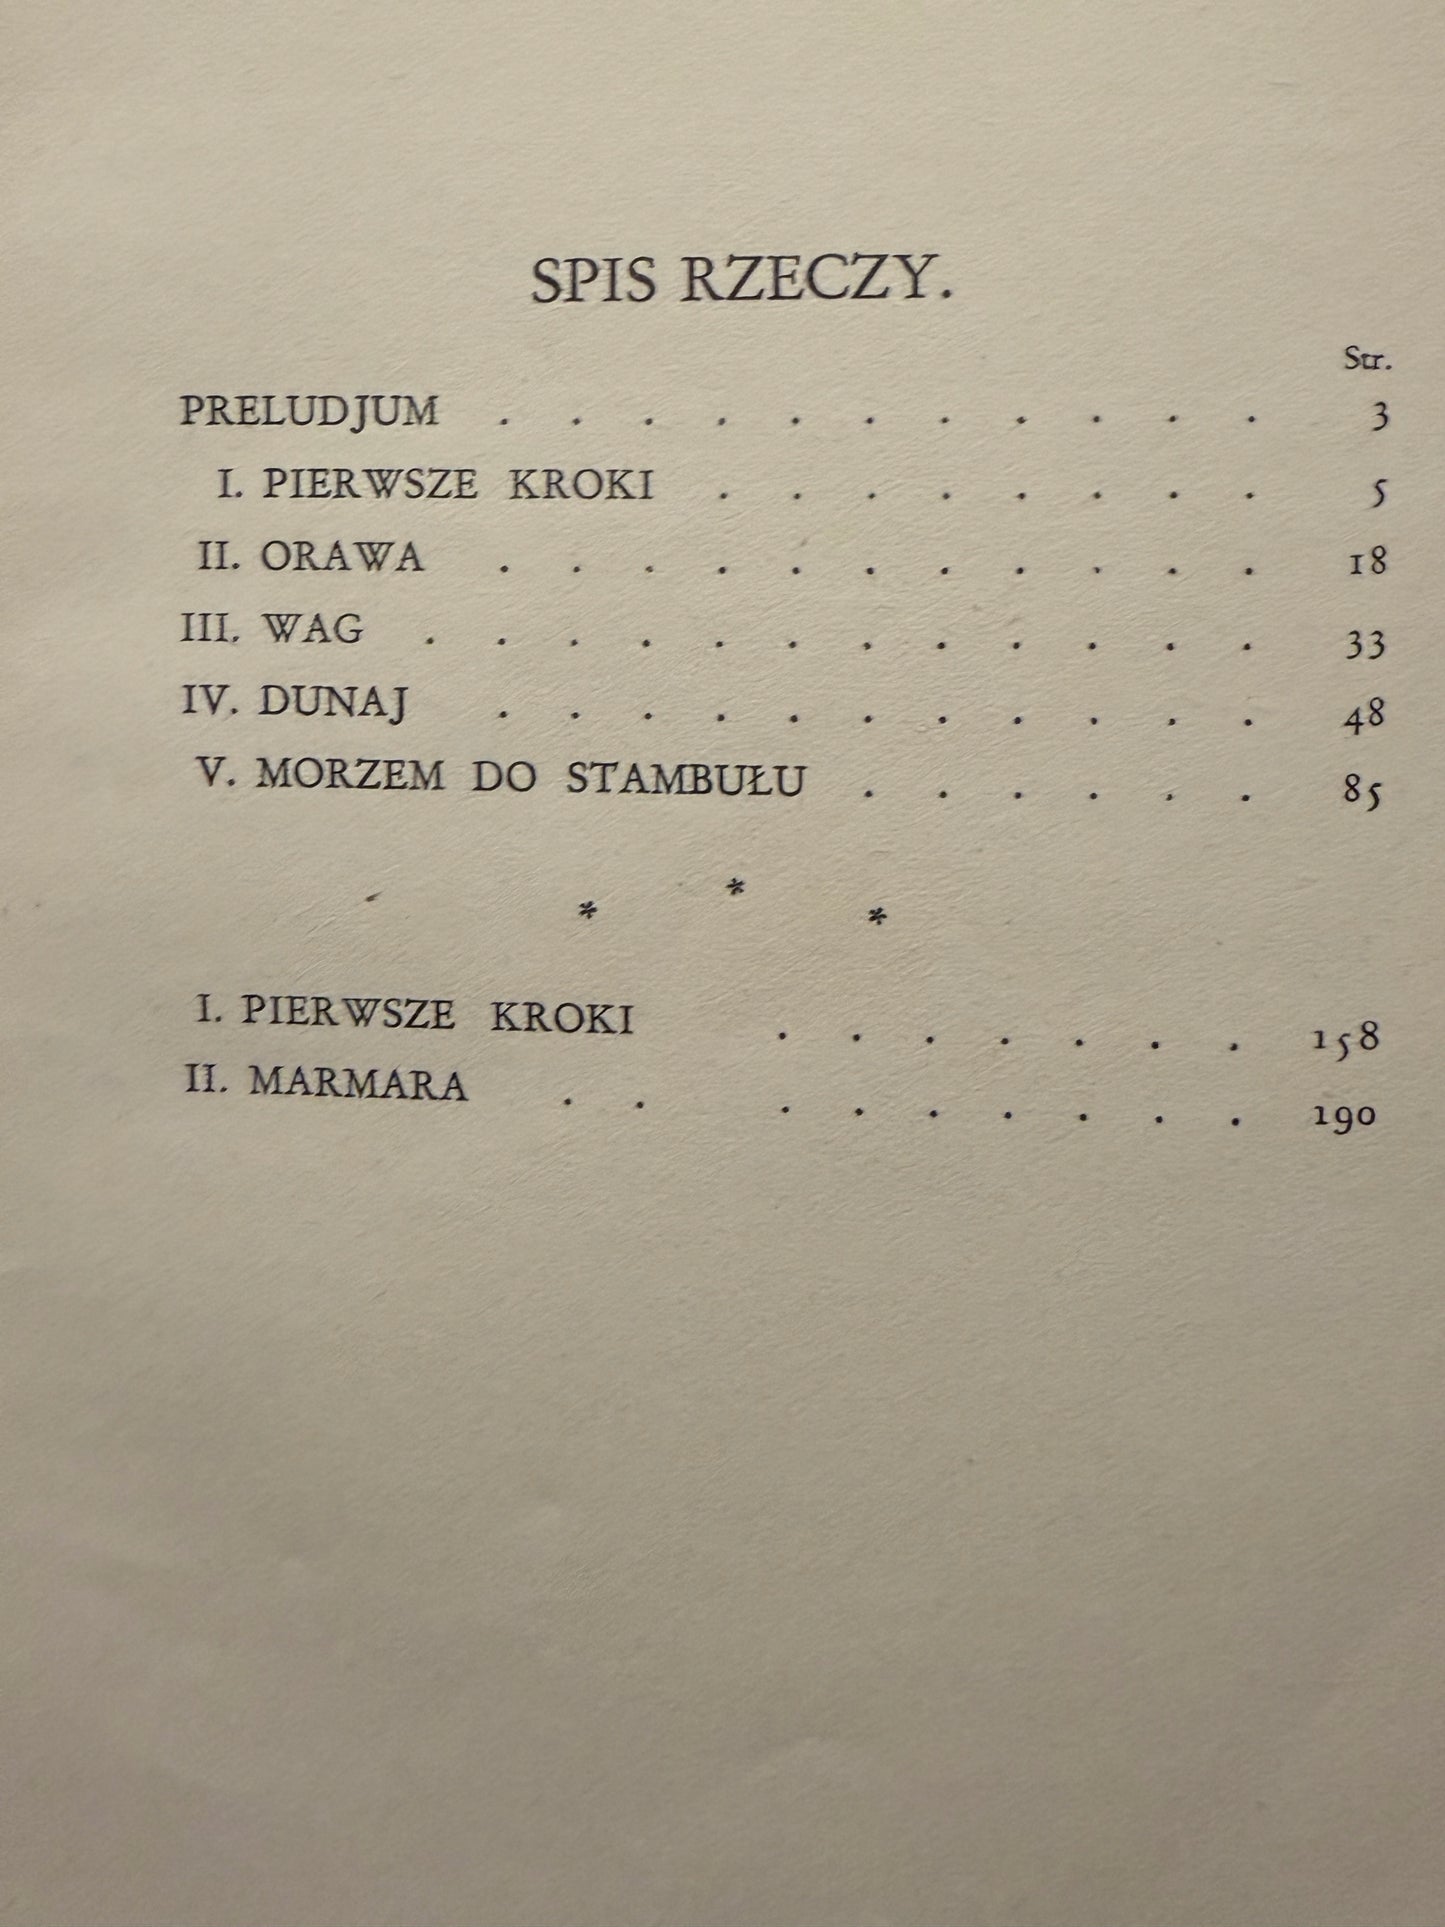 SPIS RZECZY.
Str.
PRELUDJUM . . . . . . . . . . . 3
I. PIERWSZE KROKI . . . . . . . . 5
II. ORAWA . . . . . . . . . . . 18
III. WAG . . . . . . . . . . . . 33
IV. DUNAJ . . . . . . . . . . . 48
V. MORZEM DO STAMBUŁU . . . . . . 85
* * *
I. PIERWSZE KROKI . . . . . . . 158
II. MARMARA . . . . . . . . . 190